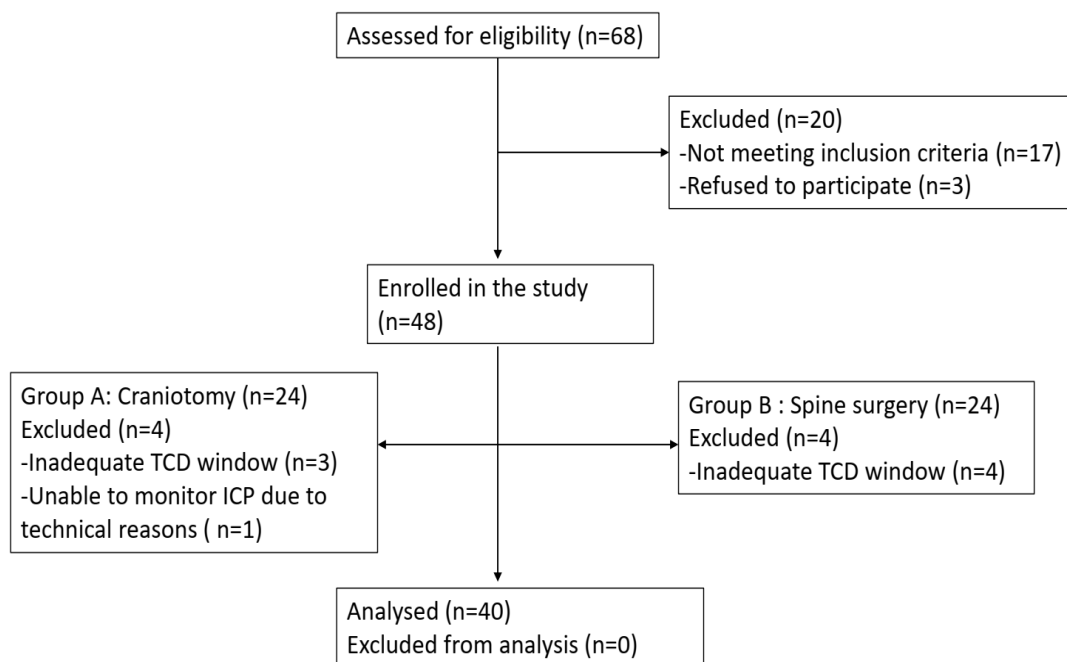 Assessed for eligibility (n=68)
Excluded (n=20)
-Not meeting inclusion criteria (n=17)
-Refused to participate (n=3)
Enrolled in the study
(n=48)
Group A: Craniotomy (n=24)
Excluded (n=4)
-Inadequate TCD window (n=3)
-Unable to monitor ICP due to
technical reasons ( n=1)
Group B : Spine surgery (n=24)
Excluded (n=4)
-Inadequate TCD window (n=4)
Analysed (n=40)
Excluded from analysis (n=0)